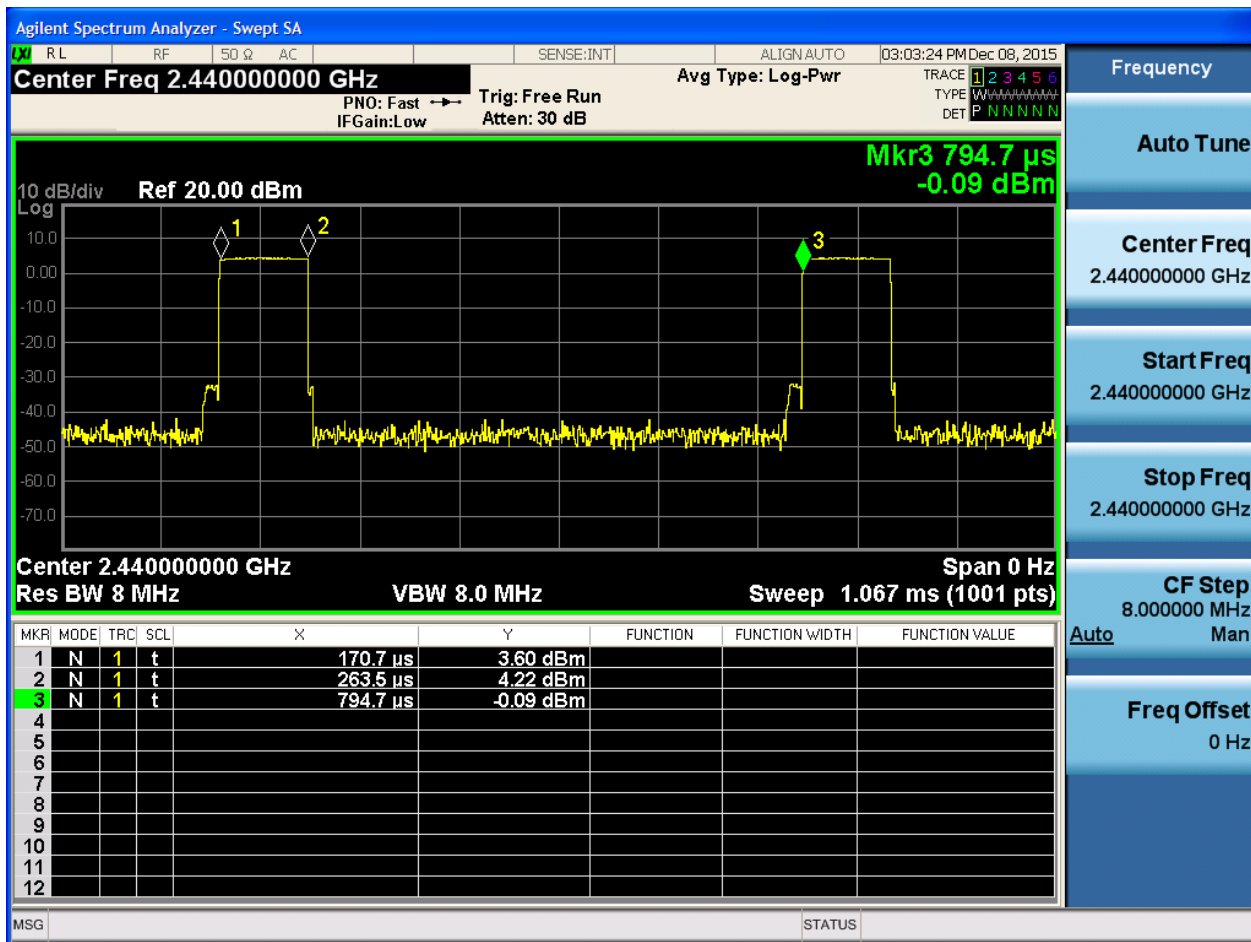 Agilent Spectrum Analyzer - Swept SA
LXI RL RF 50 Ω AC SENSE:INT ALIGN AUTO 03:03:24 PM Dec 08, 2015
Center Freq 2.440000000 GHz
PNO: Fast
IFGain:Low
Trig: Free Run
Atten: 30 dB
Avg Type: Log-Pwr
TRACE 1 2 3 4 5 6
TYPE WWWWWW
DET P N N N N N
Mkr3 794.7 µs
-0.09 dBm
10 dB/div
Log
Ref 20.00 dBm
10.0
0.00
-10.0
-20.0
-30.0
-40.0
-50.0
-60.0
-70.0
1
2
3
Center 2.440000000 GHz
Span 0 Hz
Res BW 8 MHz
VBW 8.0 MHz
Sweep 1.067 ms (1001 pts)
MKR MODE TRC SCL X Y FUNCTION FUNCTION WIDTH FUNCTION VALUE
1 N 1 t 170.7 µs 3.60 dBm
2 N 1 t 263.5 µs 4.22 dBm
3 N 1 t 794.7 µs -0.09 dBm
4
5
6
7
8
9
10
11
12
MSG
STATUS
Frequency
Auto Tune
Center Freq
2.440000000 GHz
Start Freq
2.440000000 GHz
Stop Freq
2.440000000 GHz
CF Step
8.000000 MHz
Auto Man
Freq Offset
0 Hz